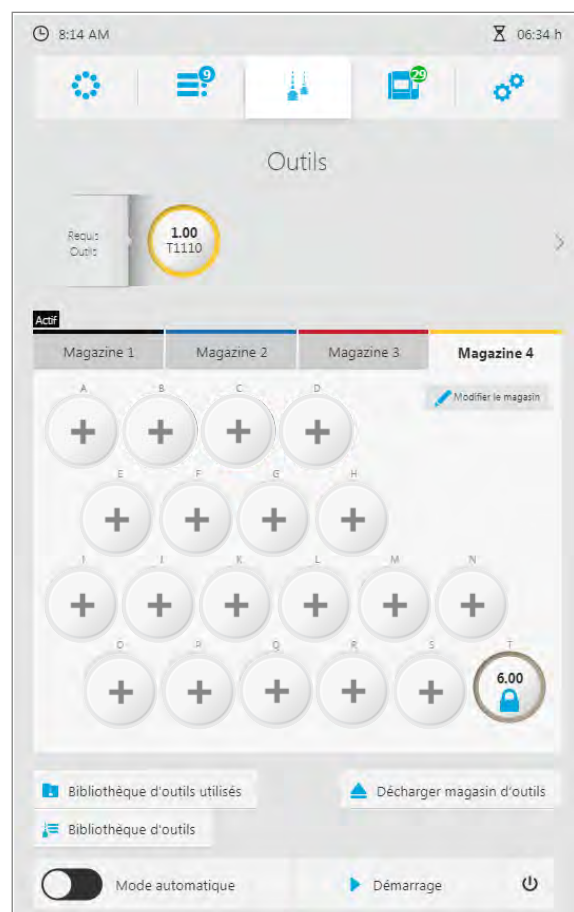 8:14 AM 06:34 h
9 29
Outils
Requis
Outils
1.00
T1110
Actif
Magazine 1 Magazine 2 Magazine 3 Magazine 4
Modifier le magasin
A B C D
E F G H
I J K L M N
O P Q R S T
6.00
Bibliothèque d'outils utilisés Décharger magasin d'outils
Bibliothèque d'outils
Mode automatique Démarrage